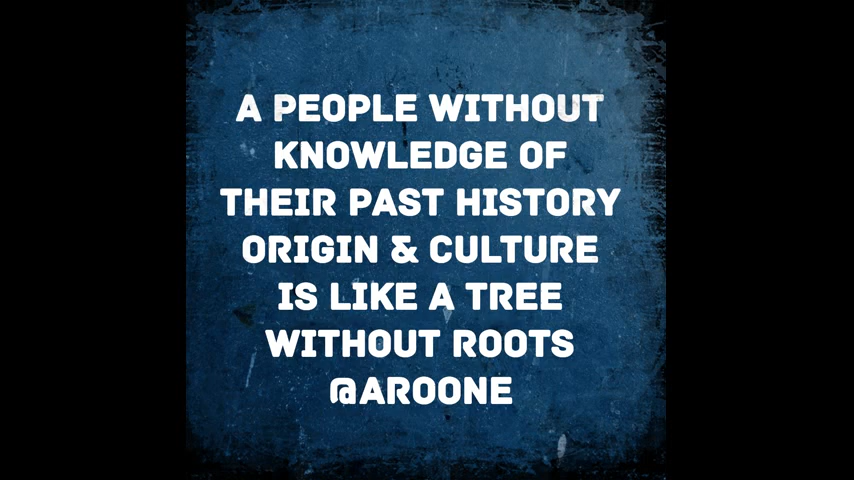 A PEOPLE WITHOUT
KNOWLEDGE OF
THEIR PAST HISTORY
ORIGIN & CULTURE
IS LIKE A TREE
WITHOUT ROOTS
@AROONE